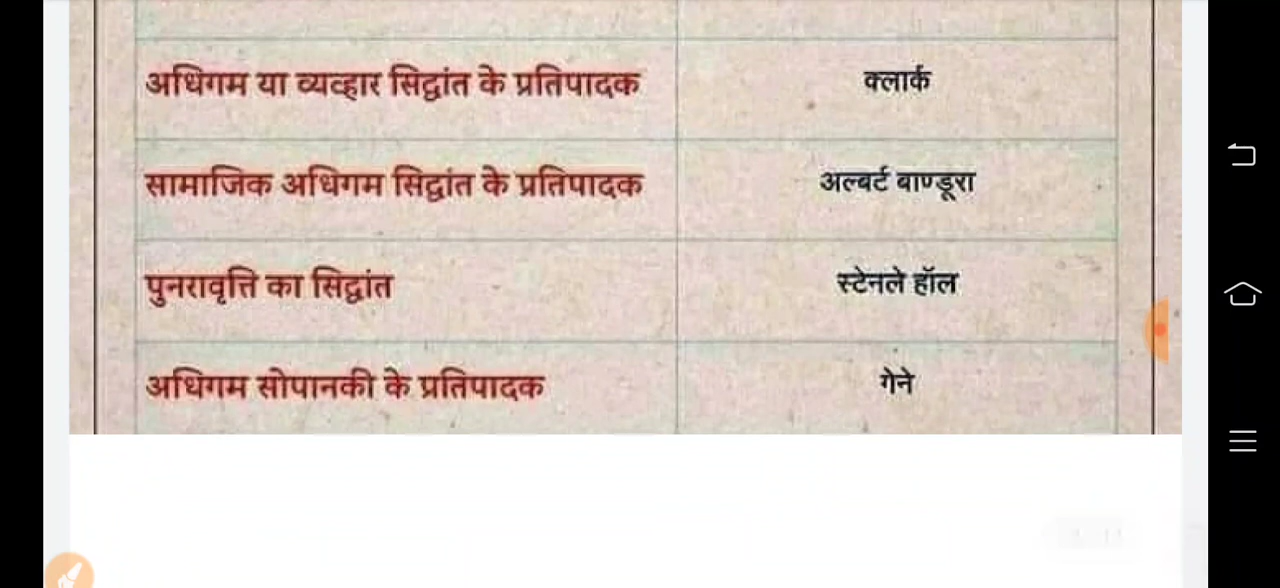 अधिगम या व्यव्हार सिद्वांत के प्रतिपादक क्लार्क
सामाजिक अधिगम सिद्वांत के प्रतिपादक अल्बर्ट बाण्डूरा
पुनरावृत्ति का सिद्वांत स्टेनले हॉल
अधिगम सोपानकी के प्रतिपादक गेने